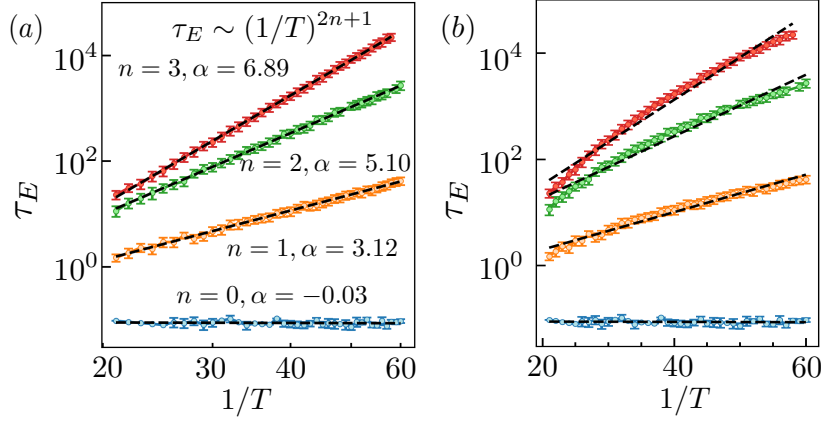 (a)
τ_E ∼ (1/T)^{2n+1}
n = 3, α = 6.89
n = 2, α = 5.10
n = 1, α = 3.12
n = 0, α = −0.03
10^4
10^2
10^0
τ_E
20 30 40 60
1/T
(b)
10^4
10^2
10^0
τ_E
20 40 60
1/T